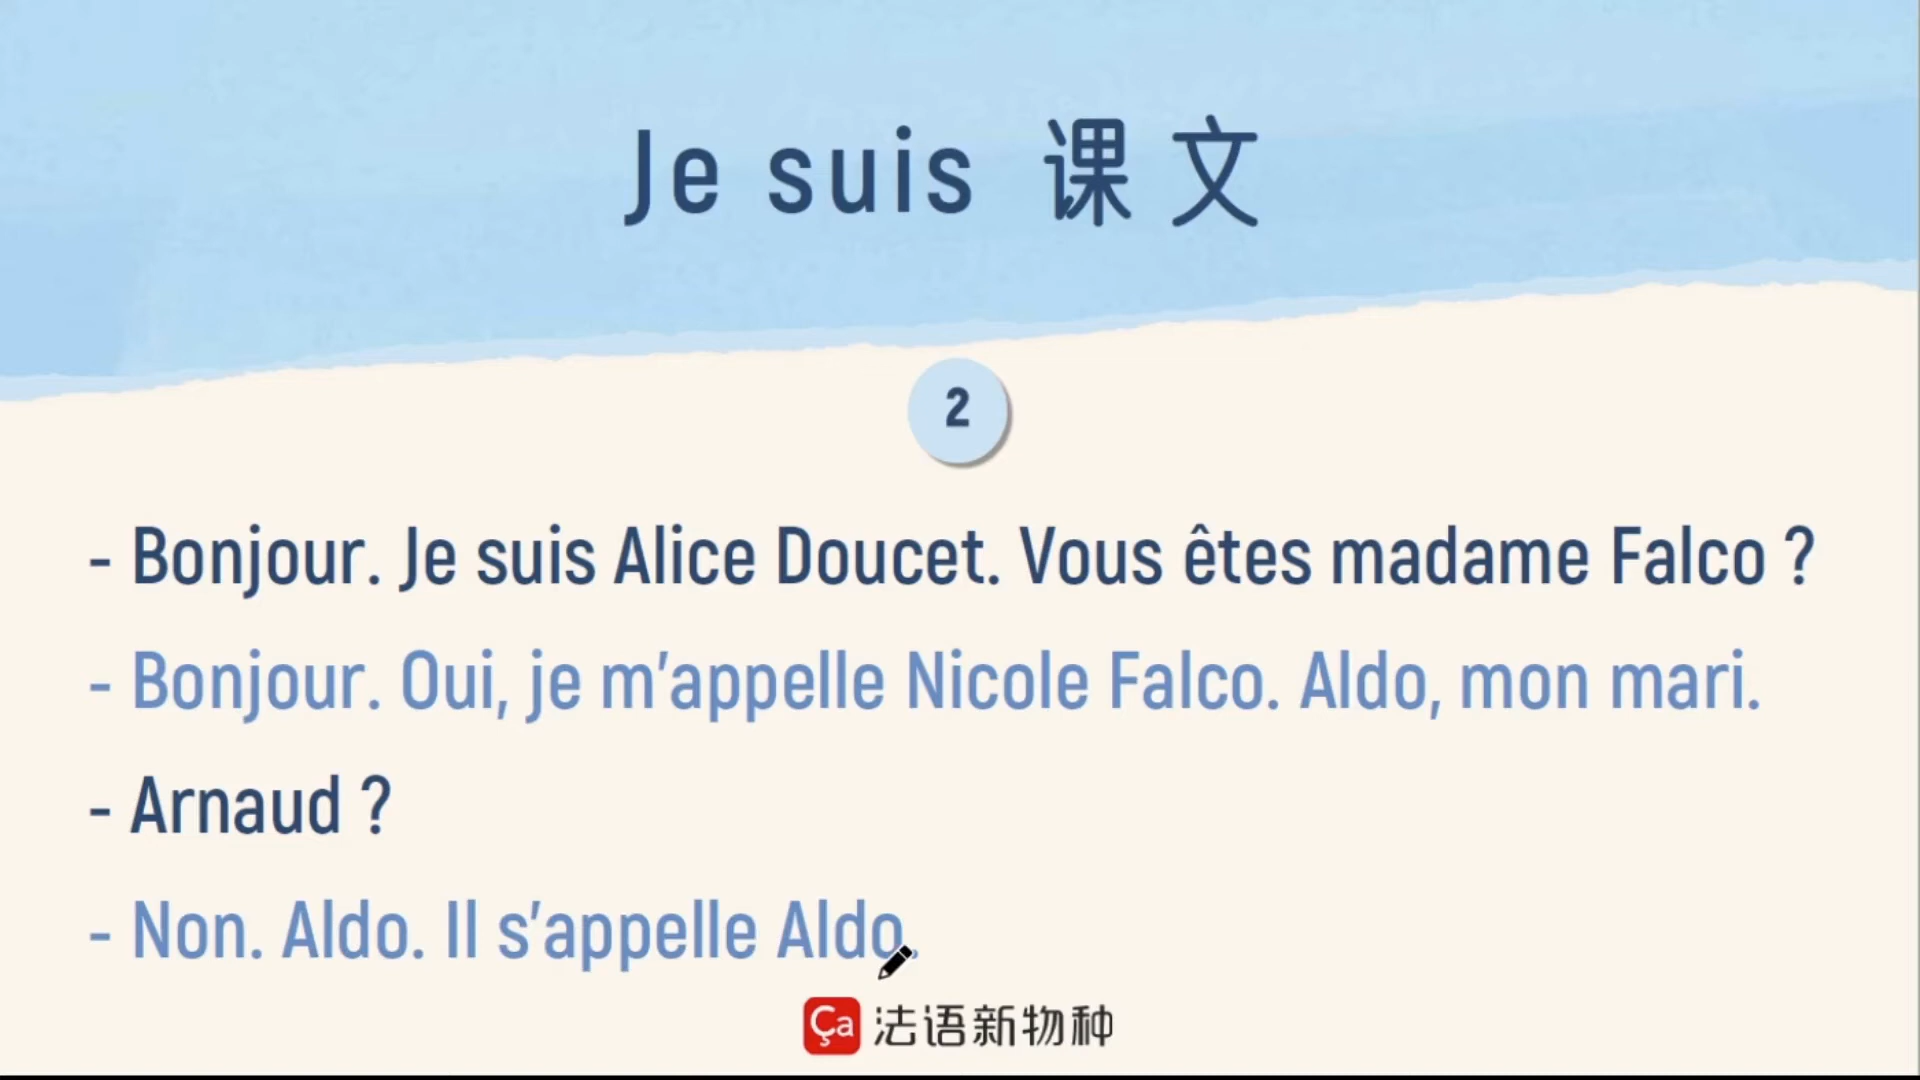 Je suis 课文
2
- Bonjour. Je suis Alice Doucet. Vous êtes madame Falco ?
- Bonjour. Oui, je m'appelle Nicole Falco. Aldo, mon mari.
- Arnaud ?
- Non. Aldo. Il s'appelle Aldo.
Ça 法语新物种